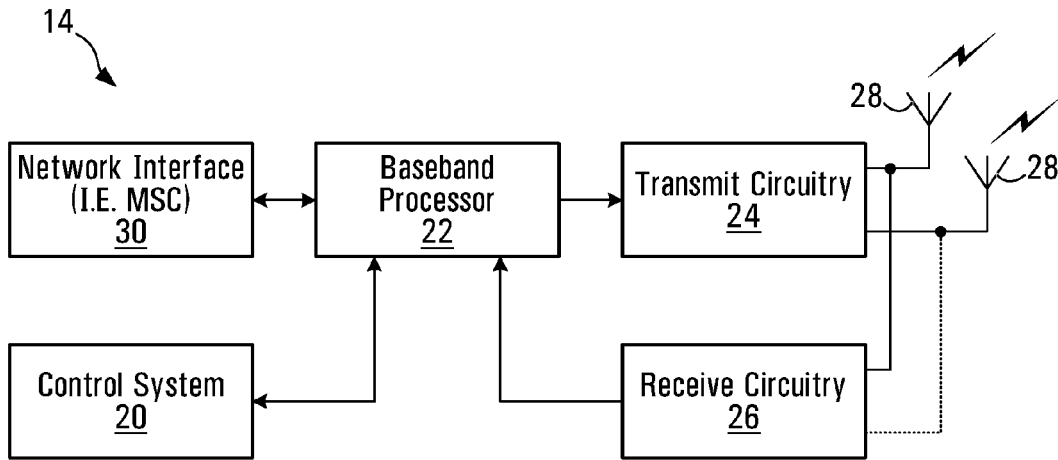 14
28
28
Network Interface
(I.E. MSC)
30
Baseband
Processor
22
Transmit Circuitry
24
Control System
20
Receive Circuitry
26